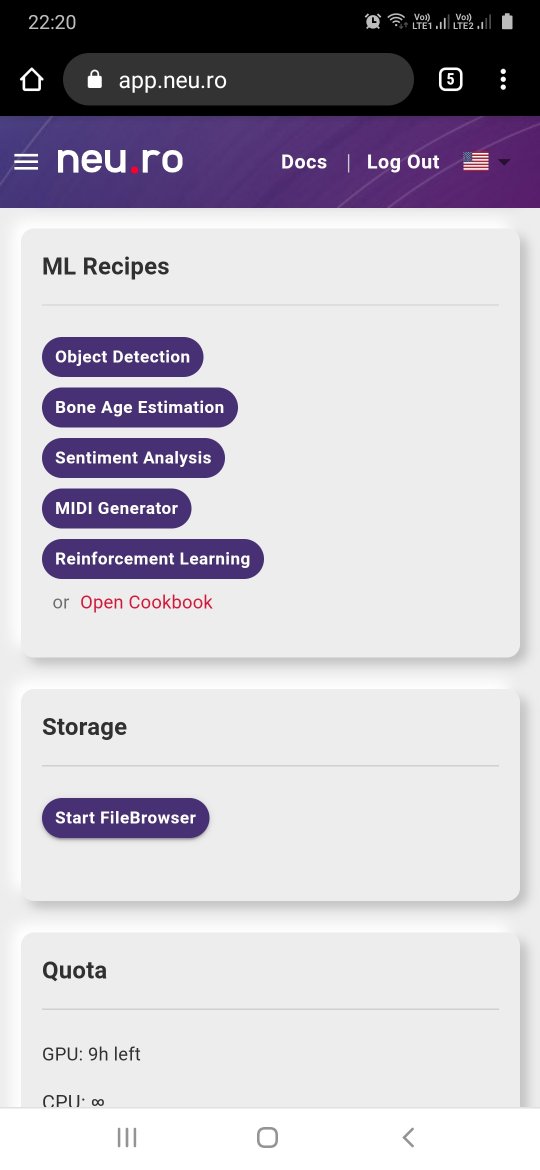 22:20
Vo)) LTE1 Vo)) LTE2
app.neu.ro
5
neu.ro
Docs | Log Out
ML Recipes
Object Detection
Bone Age Estimation
Sentiment Analysis
MIDI Generator
Reinforcement Learning
or Open Cookbook
Storage
Start FileBrowser
Quota
GPU: 9h left
CPU: ∞